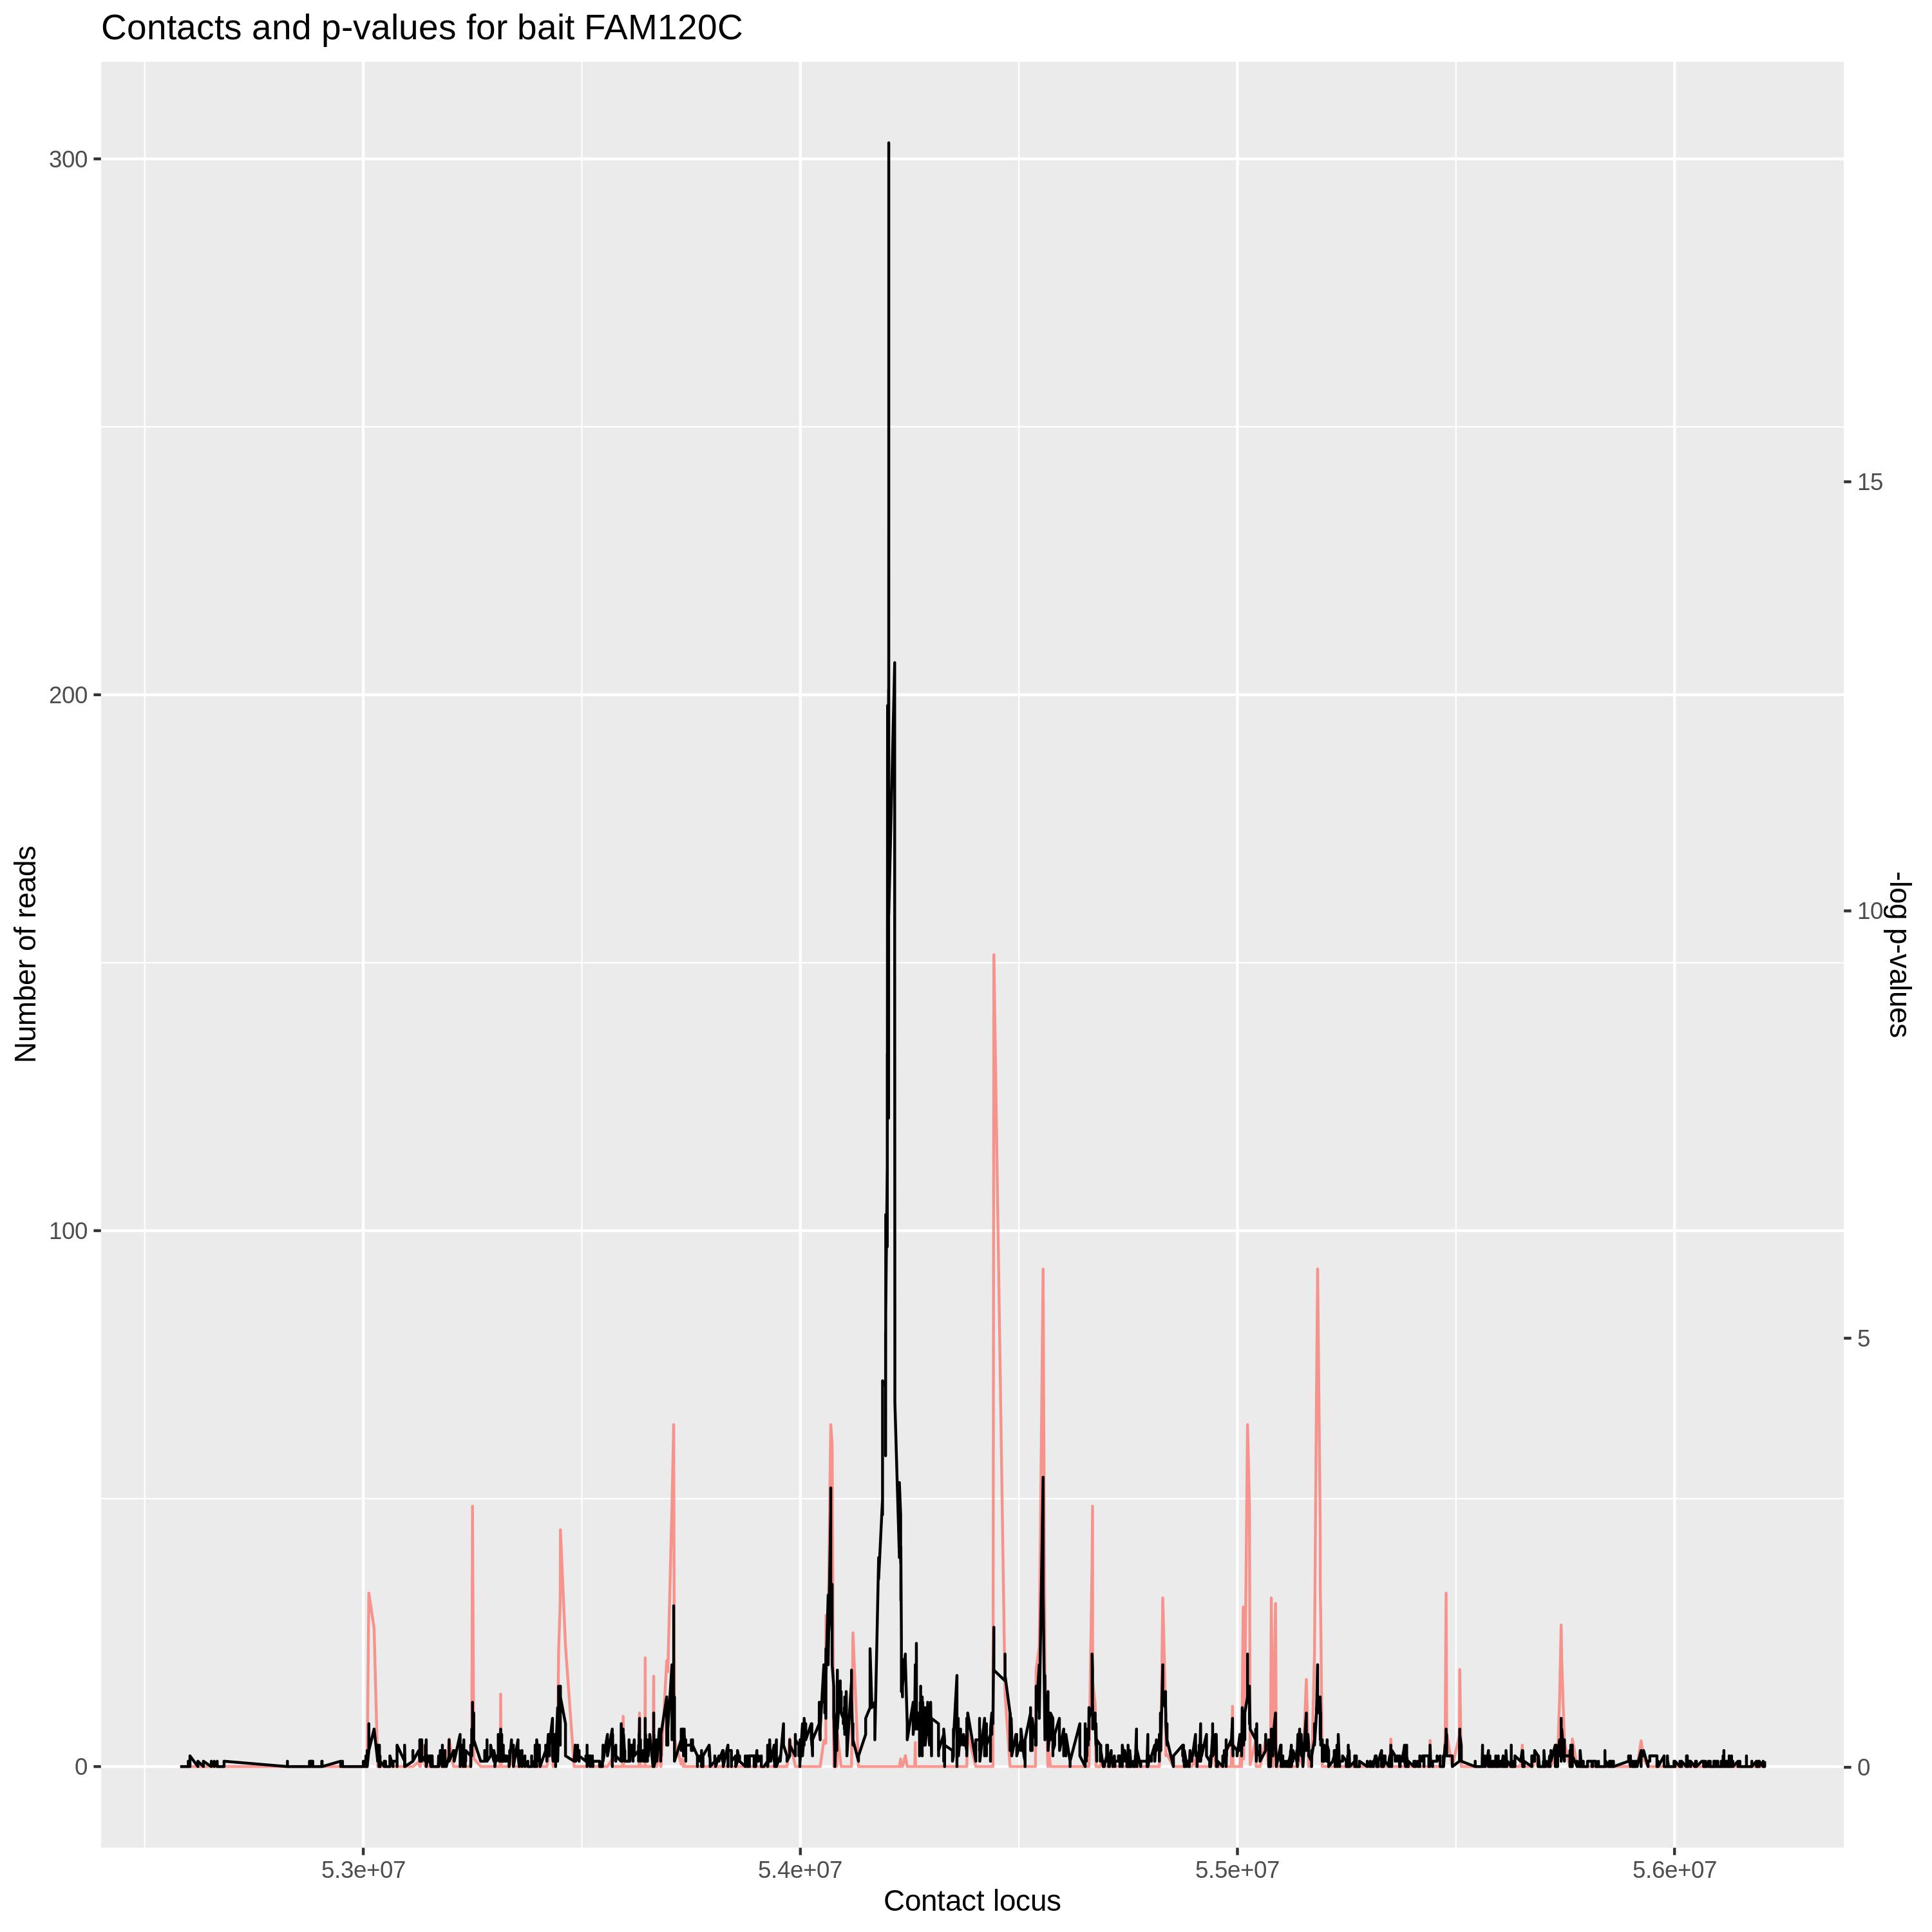 Contacts and p-values for bait FAM120C
300
200
100
0
Number of reads
15
10
5
0
-log p-values
5.3e+07
5.4e+07
5.5e+07
5.6e+07
Contact locus